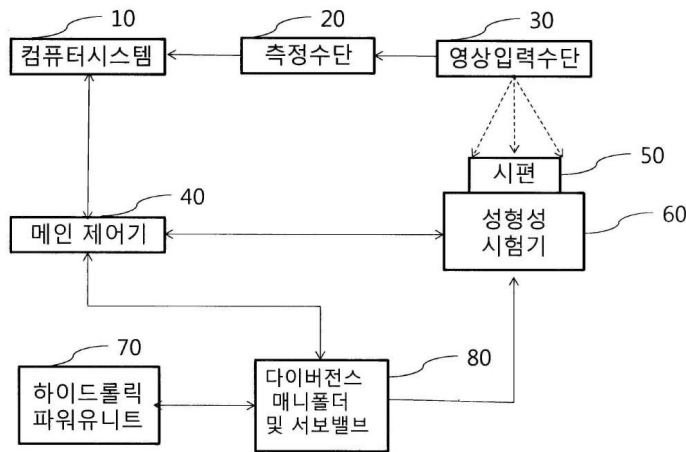 10
20
30
컴퓨터시스템
측정수단
영상입력수단
50
시편
40
60
메인 제어기
성형성
시험기
70
80
하이드롤릭
파워유니트
다이버전스
매니폴더
및 서보밸브